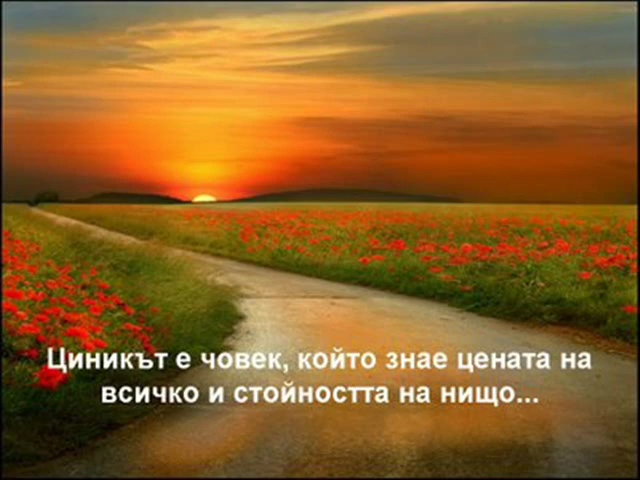 Циникът е човек, който знае цената на
всичко и стойността на нищо...